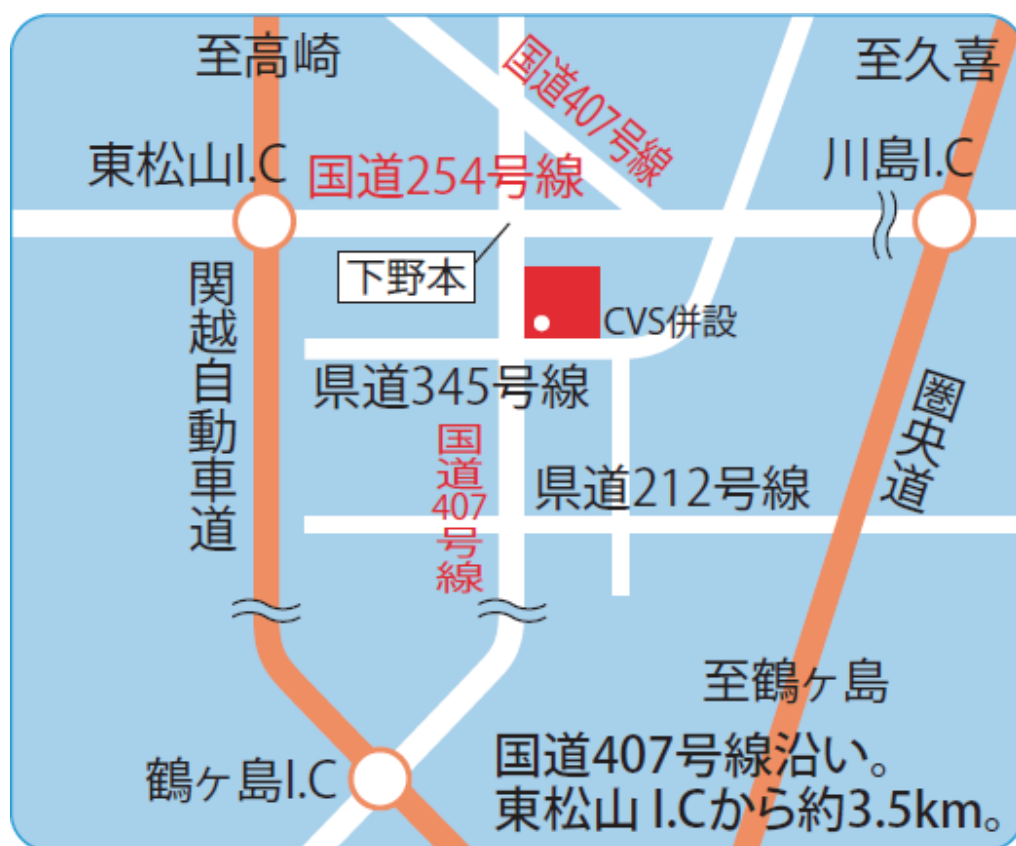 至高崎
国道407号線
至久喜
東松山I.C
国道254号線
川島I.C
下野本
関越自動車道
CVS併設
県道345号線
圏央道
国道407号線
県道212号線
至鶴ヶ島
鶴ヶ島I.C
国道407号線沿い。
東松山 I.Cから約3.5km。